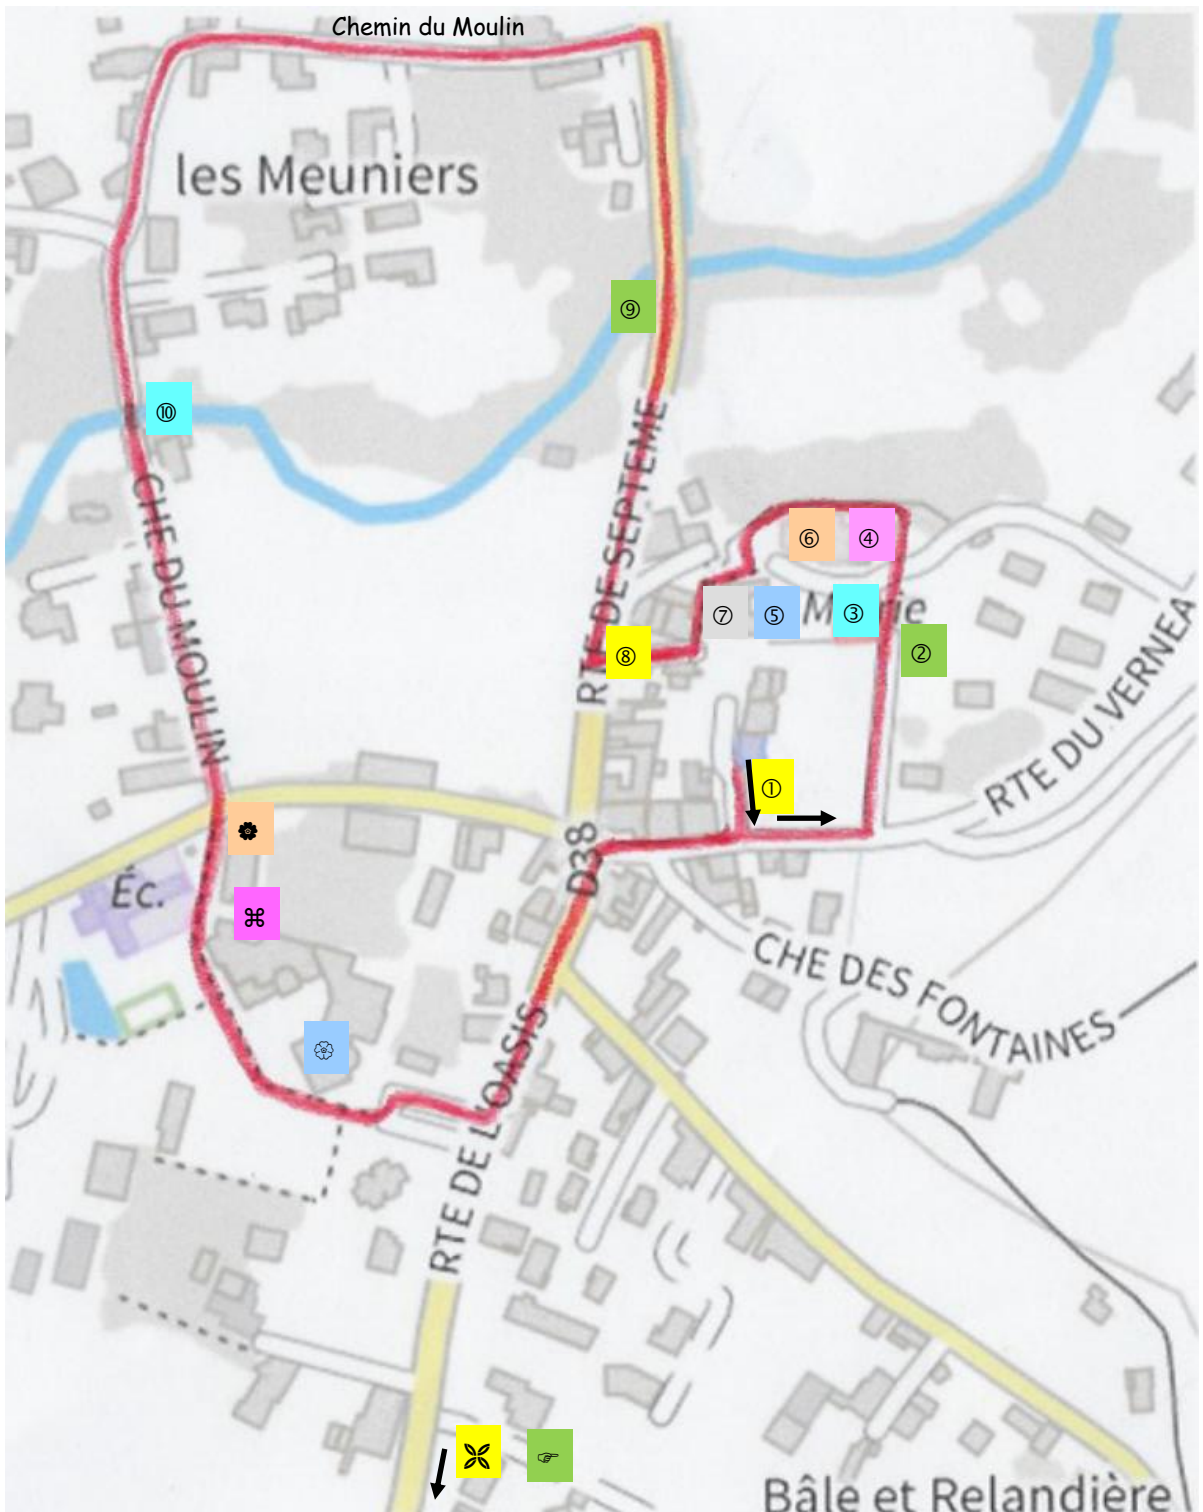 Chemin du Moulin
les Meuniers
⑨
⑩
RTE DE SEPTEME
CHE DU MOULIN
⑥
④
⑦
⑤
③
②
⑧
RTE DU VERNEA
①
D38
Éc.
⌘
CHE DES FONTAINES
RTE DE L'OASIS
Bâle et Relandière